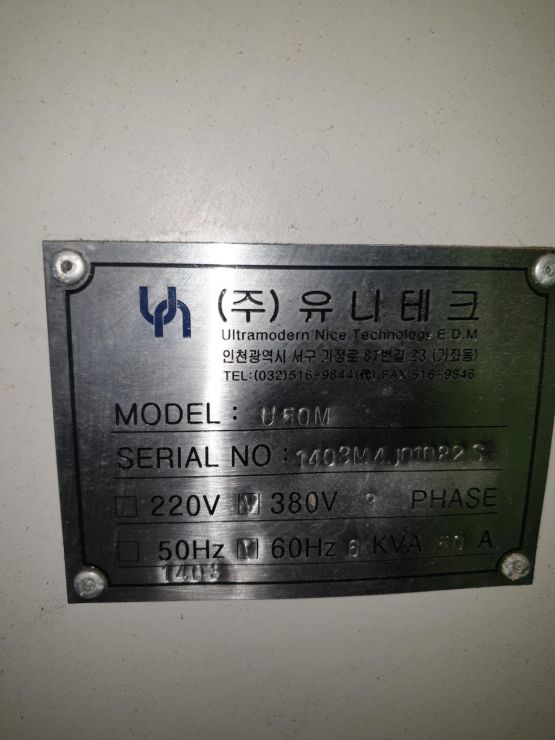 (주) 유니테크
Ultramodern Nice Technology E.D.M
인천광역시 서구 가정로 87번길 33 (가좌동)
TEL:(032)516-9844(代) FAX 516-9846
MODEL : U50M
SERIAL NO : 1403M4J01022 S
220V V 380V 3 PHASE
50Hz V 60Hz 6 KVA 50 A
1403